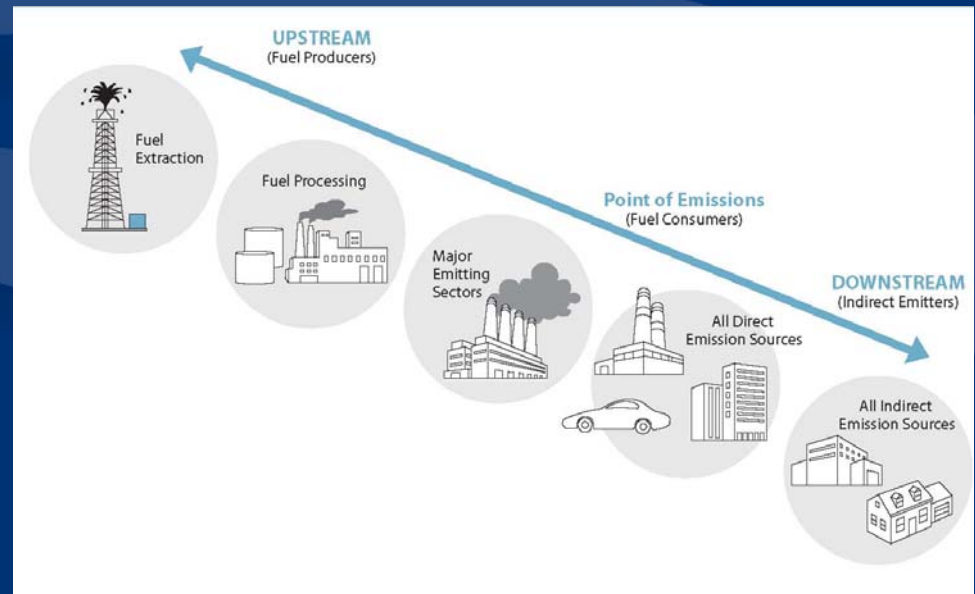 UPSTREAM
(Fuel Producers)
Fuel
Extraction
Fuel Processing
Point of Emissions
(Fuel Consumers)
Major
Emitting
Sectors
DOWNSTREAM
(Indirect Emitters)
All Direct
Emission Sources
All Indirect
Emission Sources